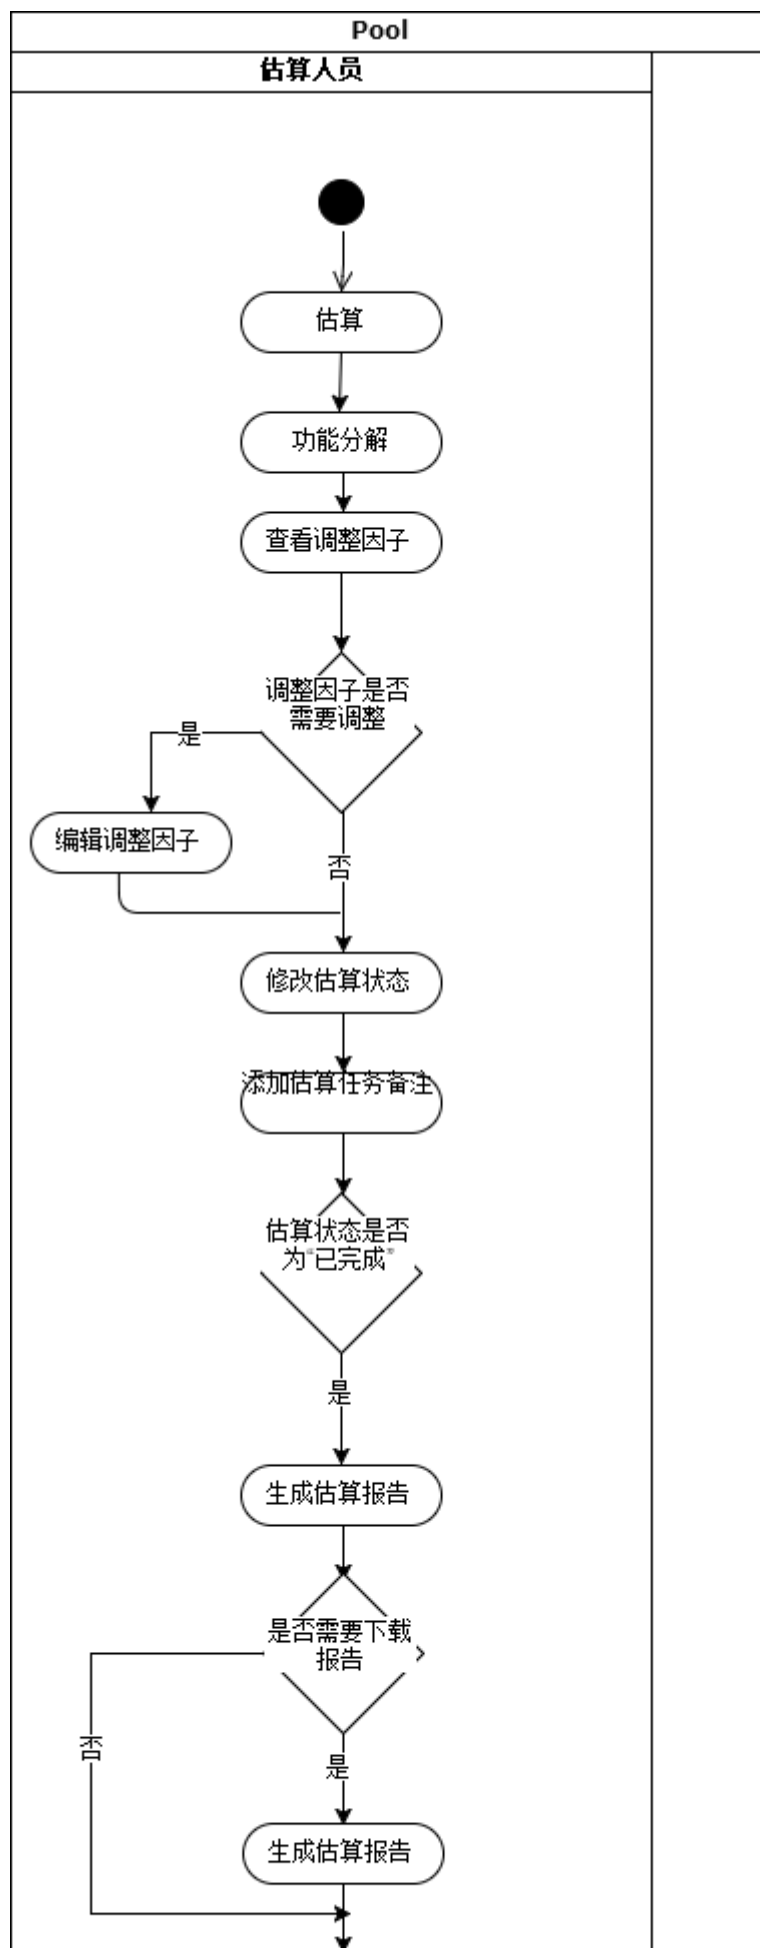 Pool
估算人员
估算
功能分解
查看调整因子
调整因子是否
需要调整
是
编辑调整因子
否
修改估算状态
添加估算任务备注
估算状态是否
为“已完成”
是
生成估算报告
是否需要下载
报告
否
是
生成估算报告